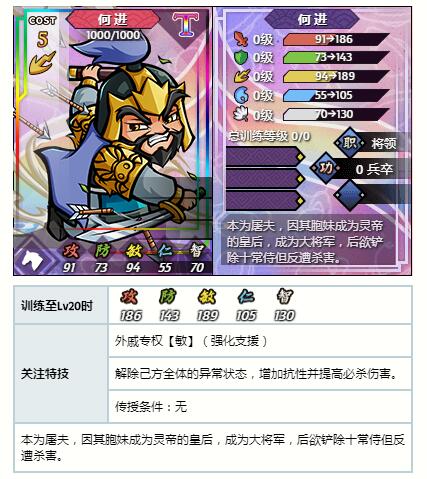 COST
5
何进
1000/1000
T
攻 防 敏 仁 智
91 73 94 55 70
何进
0级 91→186
0级 73→143
0级 94→189
0级 55→105
0级 70→130
总训练等级 0/0
职 将领
功 0 兵卒
本为屠夫，因其胞妹成为灵帝
的皇后，成为大将军，后欲铲
除十常侍但反遭杀害。
训练至Lv20时
攻 防 敏 仁 智
186 143 189 105 130
关注特技
外戚专权【敏】（强化支援）
解除己方全体的异常状态，增加抗性并提高必杀伤害。
传授条件：无
本为屠夫，因其胞妹成为灵帝的皇后，成为大将军，后欲铲除十常侍但反
遭杀害。